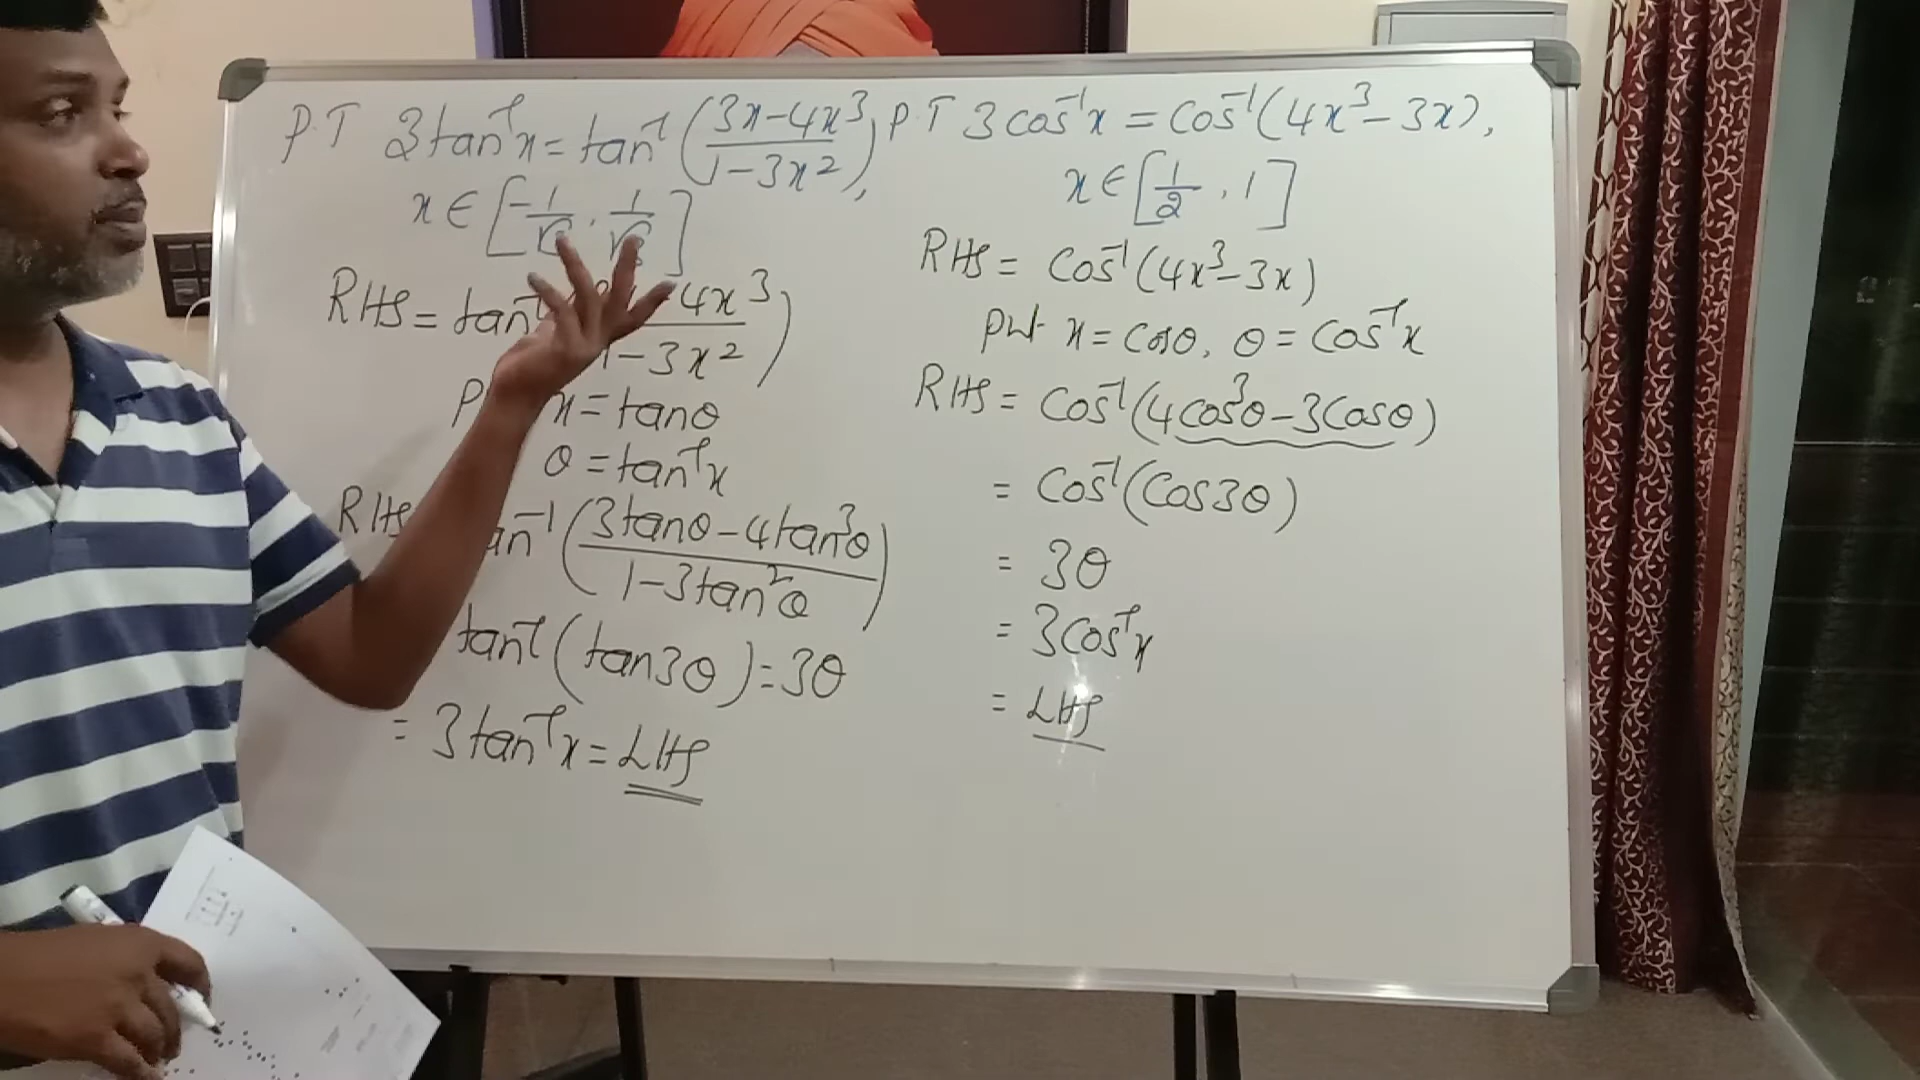 P.T 3tan⁻¹x = tan⁻¹(3x-4x³/1-3x²),
x ∈ [-1/√3, 1/√3]
RHS = tan⁻¹( -4x³/1-3x²)
x = tanθ
θ = tan⁻¹x
RHS tan⁻¹(3tanθ-4tan³θ/1-3tan²θ)
tan⁻¹(tan3θ) = 3θ
= 3tan⁻¹x = LHS
P.T 3cos⁻¹x = cos⁻¹(4x³-3x),
x ∈ [1/2, 1]
RHS = cos⁻¹(4x³-3x)
put x = cosθ, θ = cos⁻¹x
RHS = cos⁻¹(4cos³θ-3cosθ)
= cos⁻¹(cos3θ)
= 3θ
= 3cos⁻¹x
= LHS